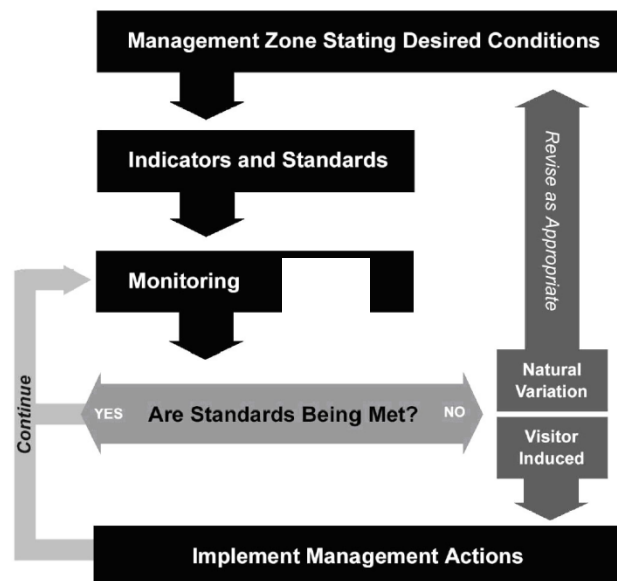 Management Zone Stating Desired Conditions
Indicators and Standards
Revise as Appropriate
Monitoring
Natural
Variation
Continue
YES
Are Standards Being Met?
NO
Visitor
Induced
Implement Management Actions